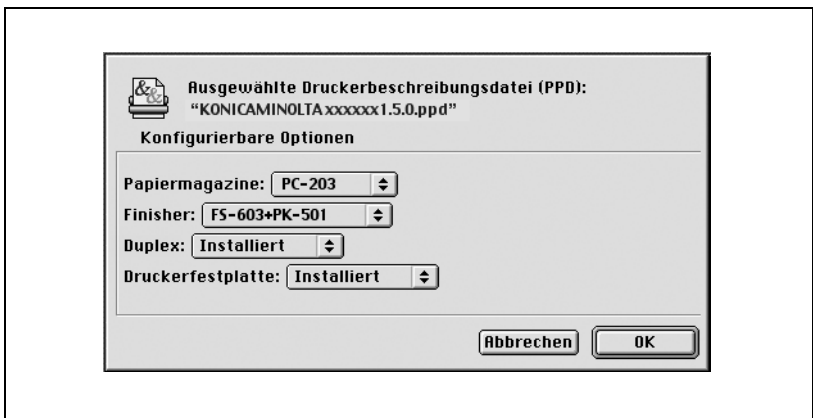 Ausgewählte Druckerbeschreibungsdatei (PPD):
“KONICAMINOLTAxxxxxx1.5.0.ppd”
Konfigurierbare Optionen
Papiermagazine: PC-203
Finisher: FS-603+PK-501
Duplex: Installiert
Druckerfestplatte: Installiert
Abbrechen OK